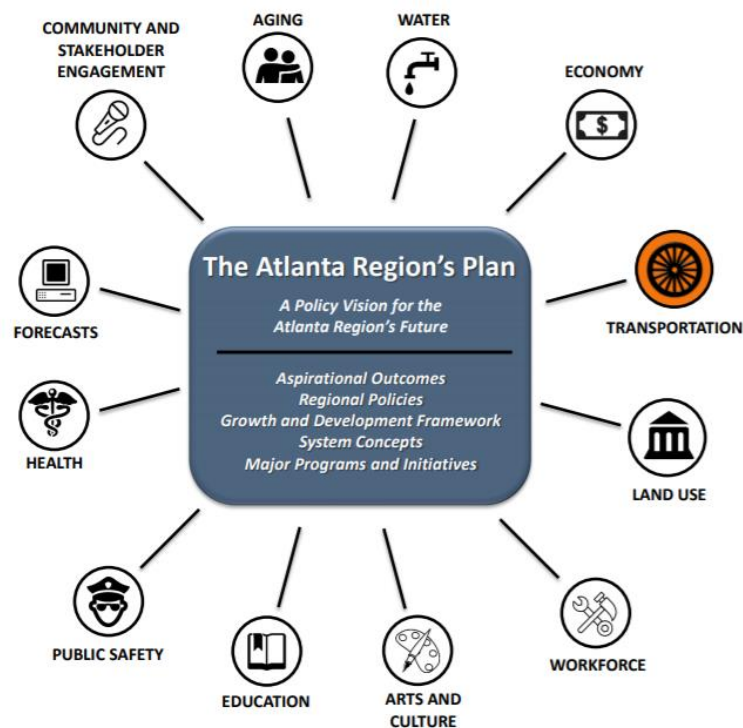 COMMUNITY AND
STAKEHOLDER
ENGAGEMENT
AGING
WATER
ECONOMY
$
The Atlanta Region's Plan
A Policy Vision for the
Atlanta Region's Future
Aspirational Outcomes
Regional Policies
Growth and Development Framework
System Concepts
Major Programs and Initiatives
FORECASTS
TRANSPORTATION
HEALTH
LAND USE
PUBLIC SAFETY
EDUCATION
ARTS AND
CULTURE
WORKFORCE